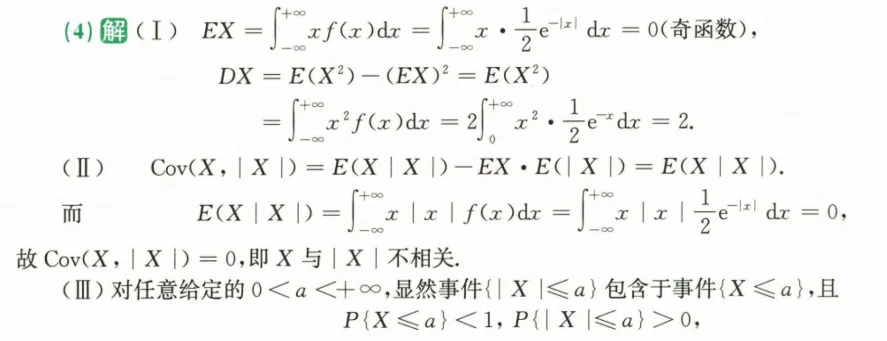 (4) 解 (Ⅰ) EX = ∫_{-∞}^{+∞} x f(x)dx = ∫_{-∞}^{+∞} x · 1/2 e^{-|x|} dx = 0(奇函数),
DX = E(X²) - (EX)² = E(X²)
= ∫_{-∞}^{+∞} x² f(x)dx = 2∫_{0}^{+∞} x² · 1/2 e^{-x} dx = 2.
(Ⅱ) Cov(X, | X |) = E(X | X |) - EX · E(| X |) = E(X | X |).
而 E(X | X |) = ∫_{-∞}^{+∞} x | x | f(x)dx = ∫_{-∞}^{+∞} x | x | 1/2 e^{-|x|} dx = 0,
故 Cov(X, | X |) = 0,即 X 与 | X | 不相关.
(Ⅲ) 对任意给定的 0 < a < +∞,显然事件{| X | ≤ a} 包含于事件{X ≤ a},且
P{X ≤ a} < 1, P{| X | ≤ a} > 0,